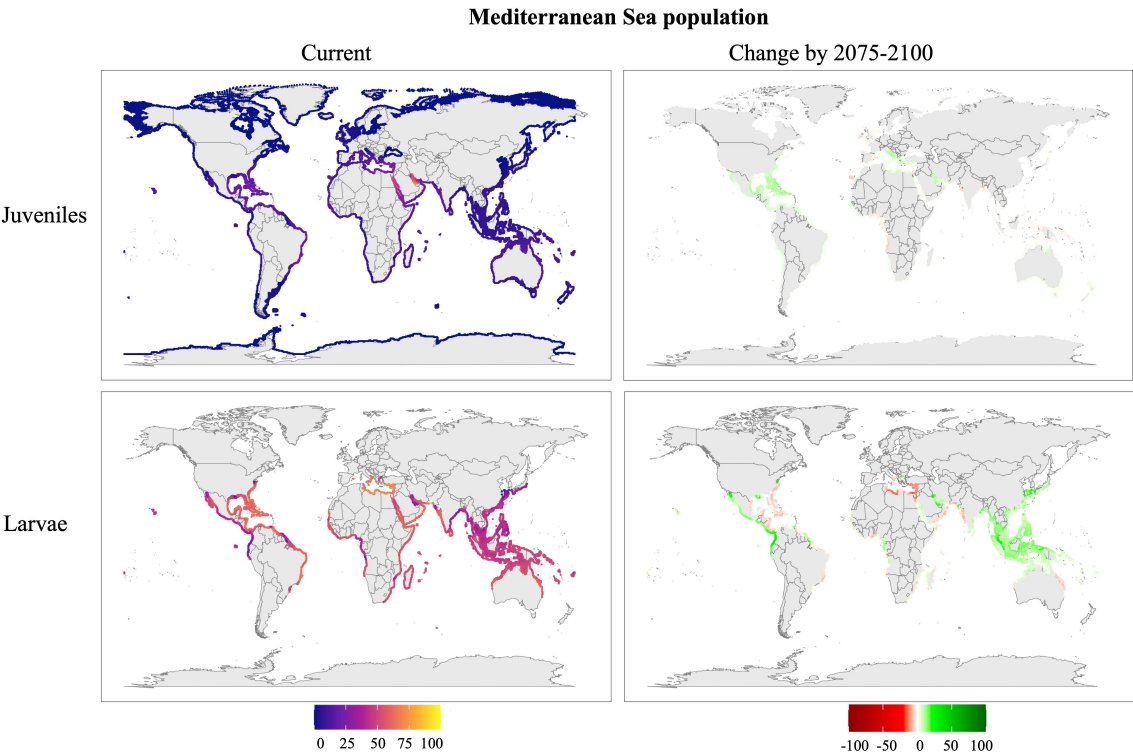 Mediterranean Sea population
Current
Change by 2075-2100
Juveniles
Larvae
0 25 50 75 100
-100 -50 0 50 100